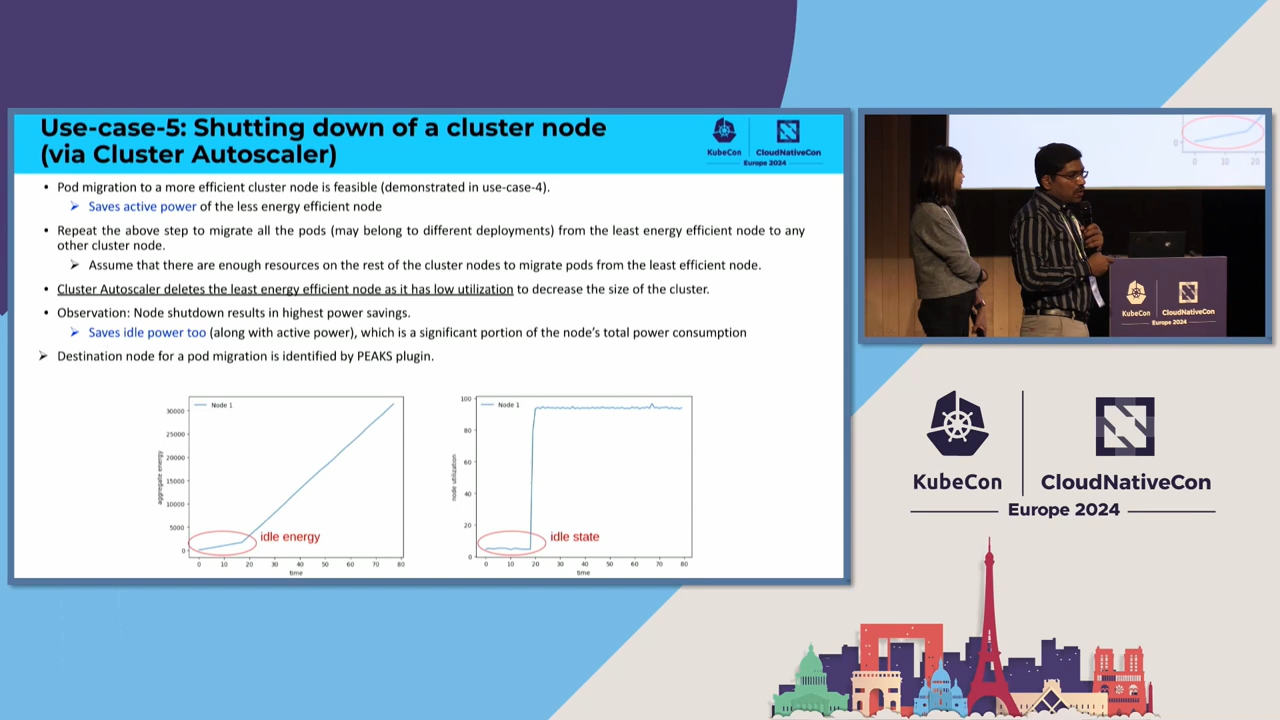 Use-case-5: Shutting down of a cluster node
(via Cluster Autoscaler)
KubeCon
CloudNativeCon
Europe 2024
• Pod migration to a more efficient cluster node is feasible (demonstrated in use-case-4).
➢ Saves active power of the less energy efficient node
• Repeat the above step to migrate all the pods (may belong to different deployments) from the least energy efficient node to any
other cluster node.
➢ Assume that there are enough resources on the rest of the cluster nodes to migrate pods from the least efficient node.
• Cluster Autoscaler deletes the least energy efficient node as it has low utilization to decrease the size of the cluster.
• Observation: Node shutdown results in highest power savings.
➢ Saves idle power too (along with active power), which is a significant portion of the node's total power consumption
➢ Destination node for a pod migration is identified by PEAKS plugin.
Node 1
30000
25000
20000
15000
10000
5000
0
aggregate energy
idle energy
0 10 20 30 40 50 60 70 80
time
Node 1
100
80
60
40
20
0
node utilization
idle state
0 10 20 30 40 50 60 70 80
time
0
0 10 20
KubeCon
CloudNativeCon
Europe 2024
KubeCon
CloudNativeCon
Europe 2024